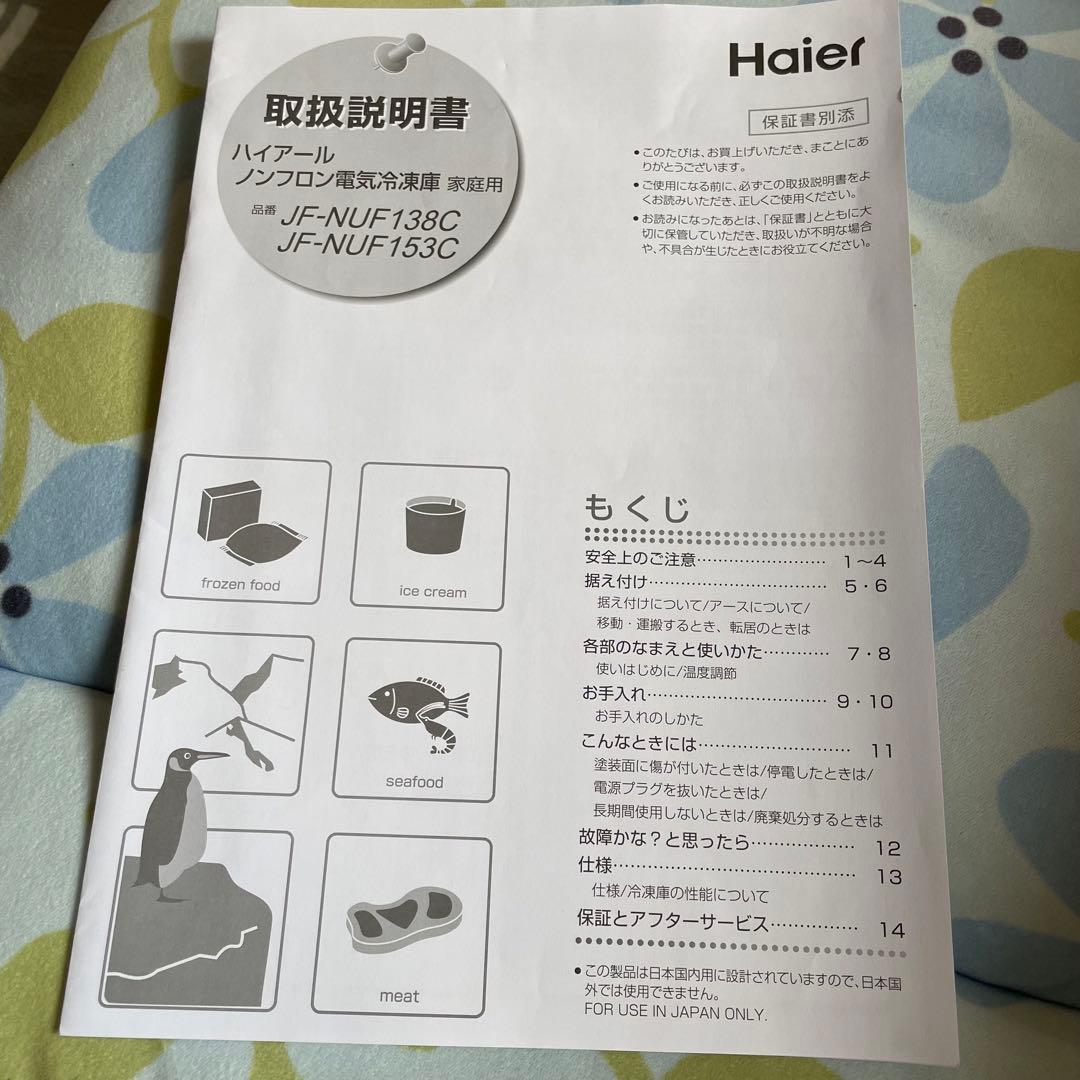 取扱説明書
ハイアール
ノンフロン電気冷凍庫 家庭用
品番 JF-NUF138C
JF-NUF153C
Haier
保証書別添
●このたびは、お買上げいただき、まことにあ
りがとうございます。
●ご使用になる前に、必ずこの取扱説明書をよ
くお読みいただき、正しくご使用ください。
●お読みになったあとは、「保証書」とともに大
切に保管していただき、取扱いが不明な場合
や、不具合が生じたときにお役立てください。
frozen food
ice cream
seafood
meat
もくじ
安全上のご注意…………………… 1～4
据え付け…………………………… 5・6
据え付けについて/アースについて/
移動・運搬するとき、転居のときは
各部のなまえと使いかた………… 7・8
使いはじめに/温度調節
お手入れ…………………………… 9・10
お手入れのしかた
こんなときには………………………… 11
塗装面に傷が付いたときは/停電したときは/
電源プラグを抜いたときは/
長期間使用しないときは/廃棄処分するときは
故障かな？と思ったら……………… 12
仕様…………………………………… 13
仕様/冷凍庫の性能について
保証とアフターサービス…………… 14
●この製品は日本国内用に設計されていますので、日本国
外では使用できません。
FOR USE IN JAPAN ONLY.